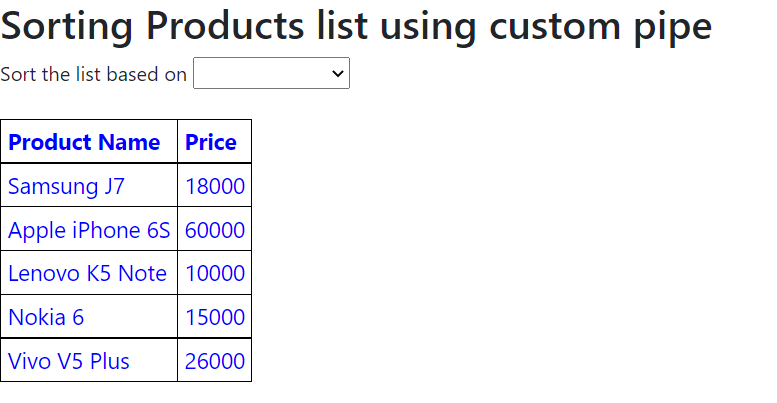 Sorting Products list using custom pipe
Sort the list based on
Product Name Price
Samsung J7 18000
Apple iPhone 6S 60000
Lenovo K5 Note 10000
Nokia 6 15000
Vivo V5 Plus 26000